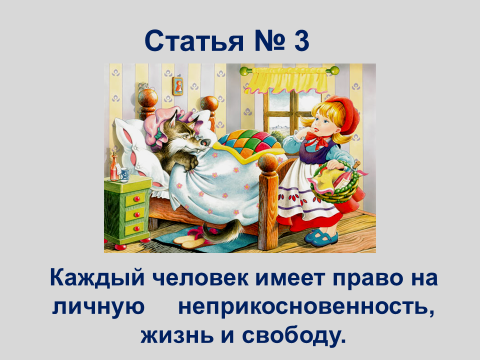 Статья № 3
Каждый человек имеет право на
личную неприкосновенность,
жизнь и свободу.